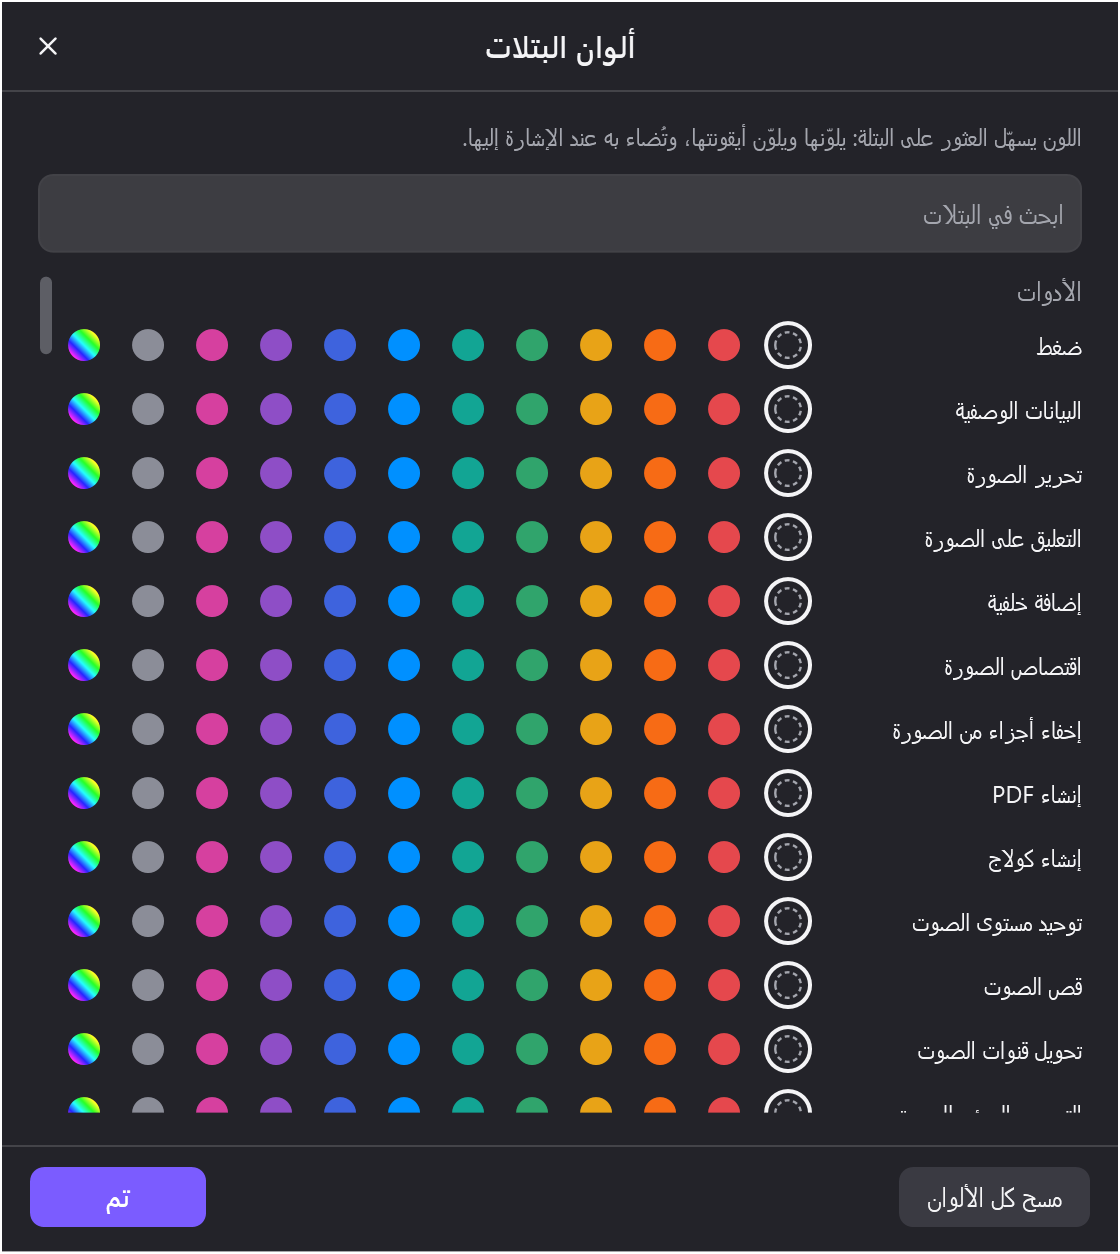 ألوان البتلات
اللون يسهّل العثور على البتلة: يلوّنها ويلوّن أيقونتها، وتُضاء به عند الإشارة إليها.
ابحث في البتلات
الأدوات
ضغط
البيانات الوصفية
تحرير الصورة
التعليق على الصورة
إضافة خلفية
اقتصاص الصورة
إخفاء أجزاء من الصورة
إنشاء PDF
إنشاء كولاج
توحيد مستوى الصوت
قص الصوت
تحويل قنوات الصوت
مسح كل الألوان
تم